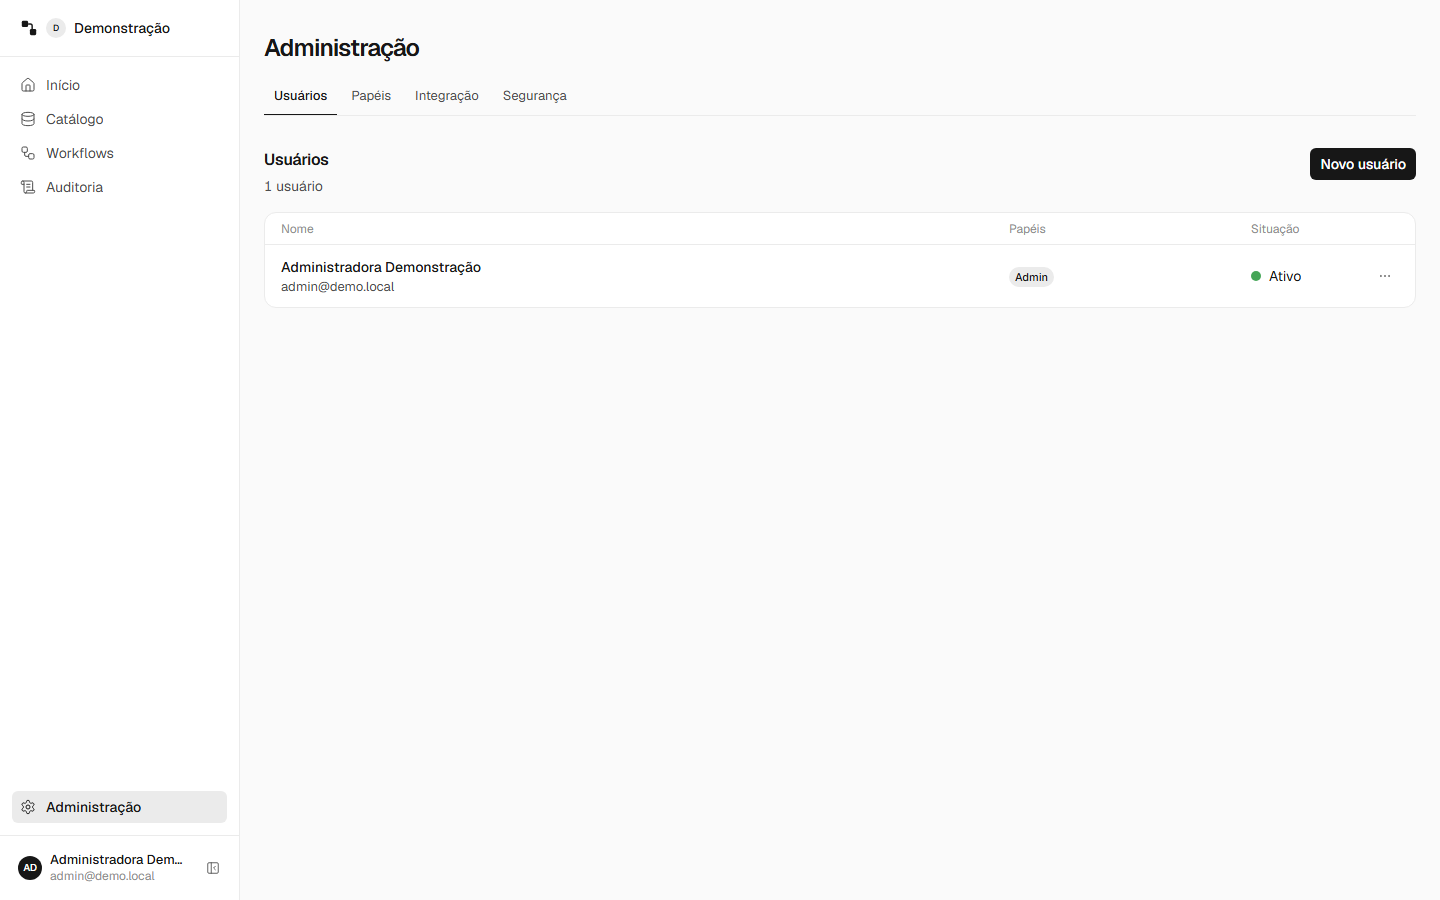 D Demonstração
Início
Catálogo
Workflows
Auditoria
Administração
AD Administradora Dem...
admin@demo.local
Administração
Usuários Papéis Integração Segurança
Usuários
1 usuário
Novo usuário
Nome Papéis Situação
Administradora Demonstração
admin@demo.local
Admin
Ativo